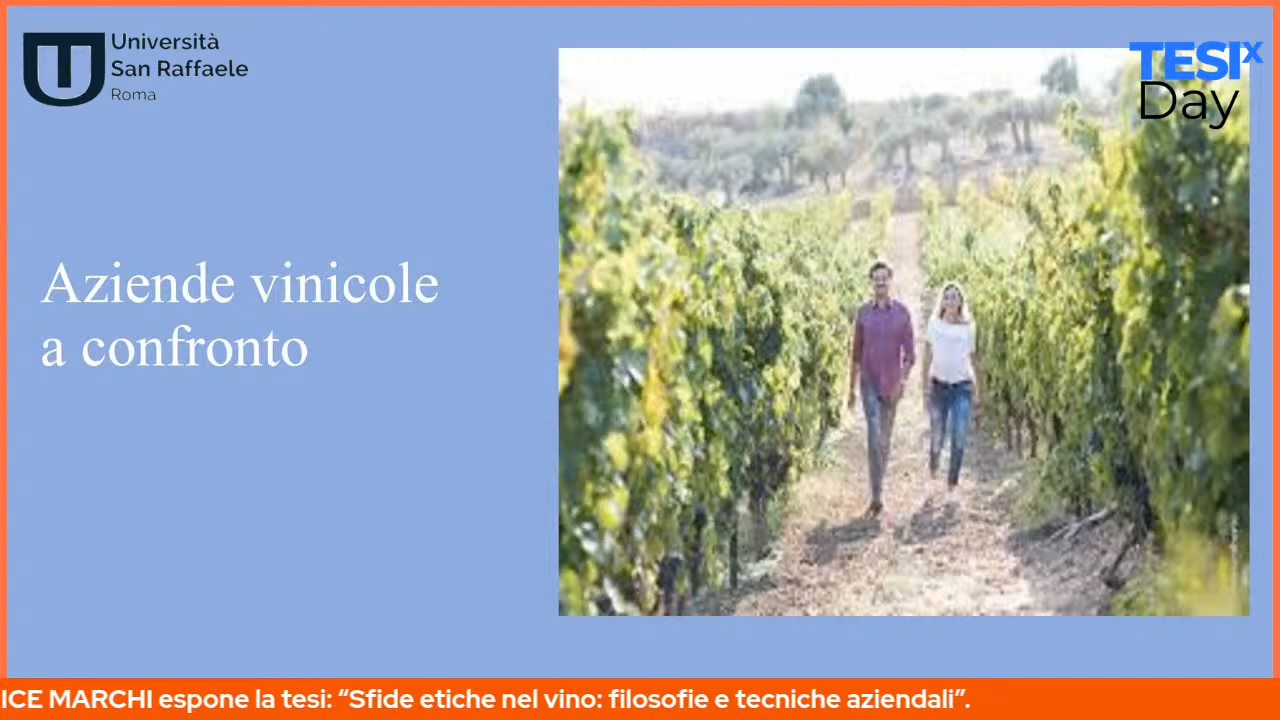 Università
San Raffaele
Roma
TESIx
Day
Aziende vinicole
a confronto
ICE MARCHI espone la tesi: “Sfide etiche nel vino: filosofie e tecniche aziendali”.